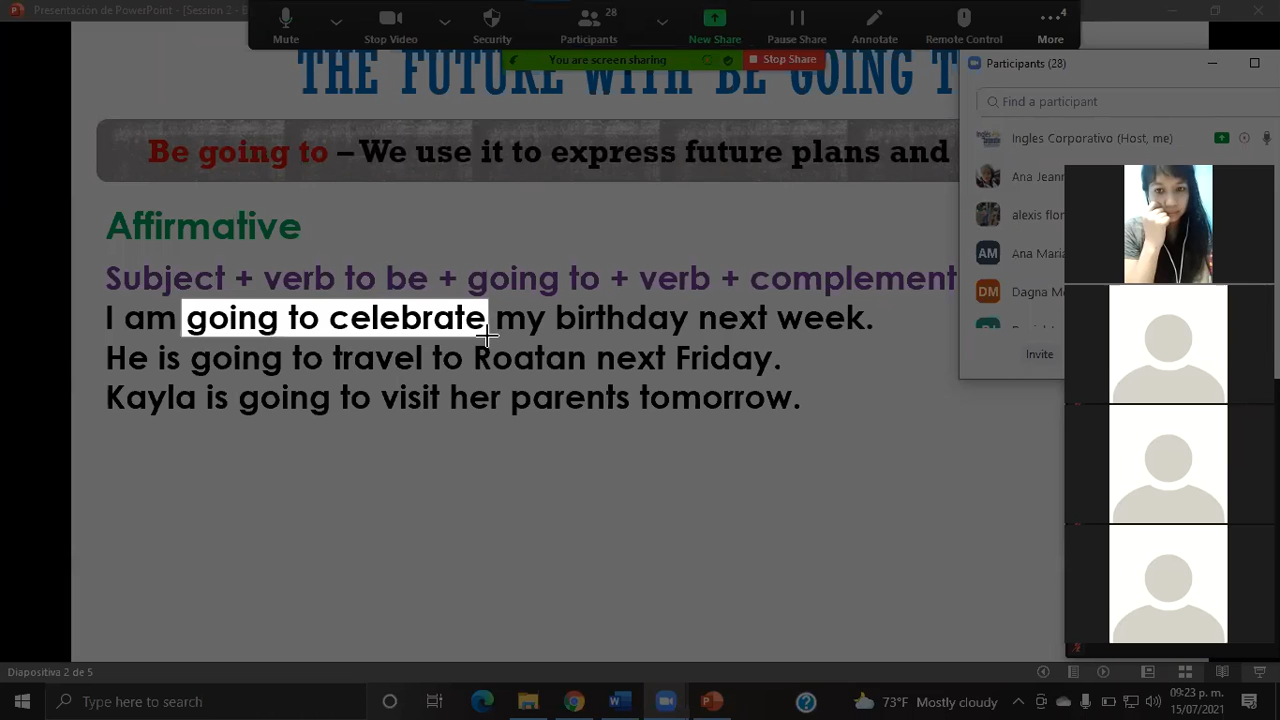 Presentación de PowerPoint - [Session 2 - E
28
4
Mute
Stop Video
Security
Participants
New Share
Pause Share
Annotate
Remote Control
More
You are screen sharing
Stop Share
THE FUTURE WITH BE GOING T
Be going to – We use it to express future plans and
Affirmative
Subject + verb to be + going to + verb + complement
I am going to celebrate my birthday next week.
He is going to travel to Roatan next Friday.
Kayla is going to visit her parents tomorrow.
Participants (28)
Find a participant
Ingles Corporativo (Host, me)
Ana Jeann
alexis flor
AM Ana Maria
DM Dagna M
Invite
Diapositiva 2 de 5
Type here to search
73°F Mostly cloudy
09:23 p. m.
15/07/2021